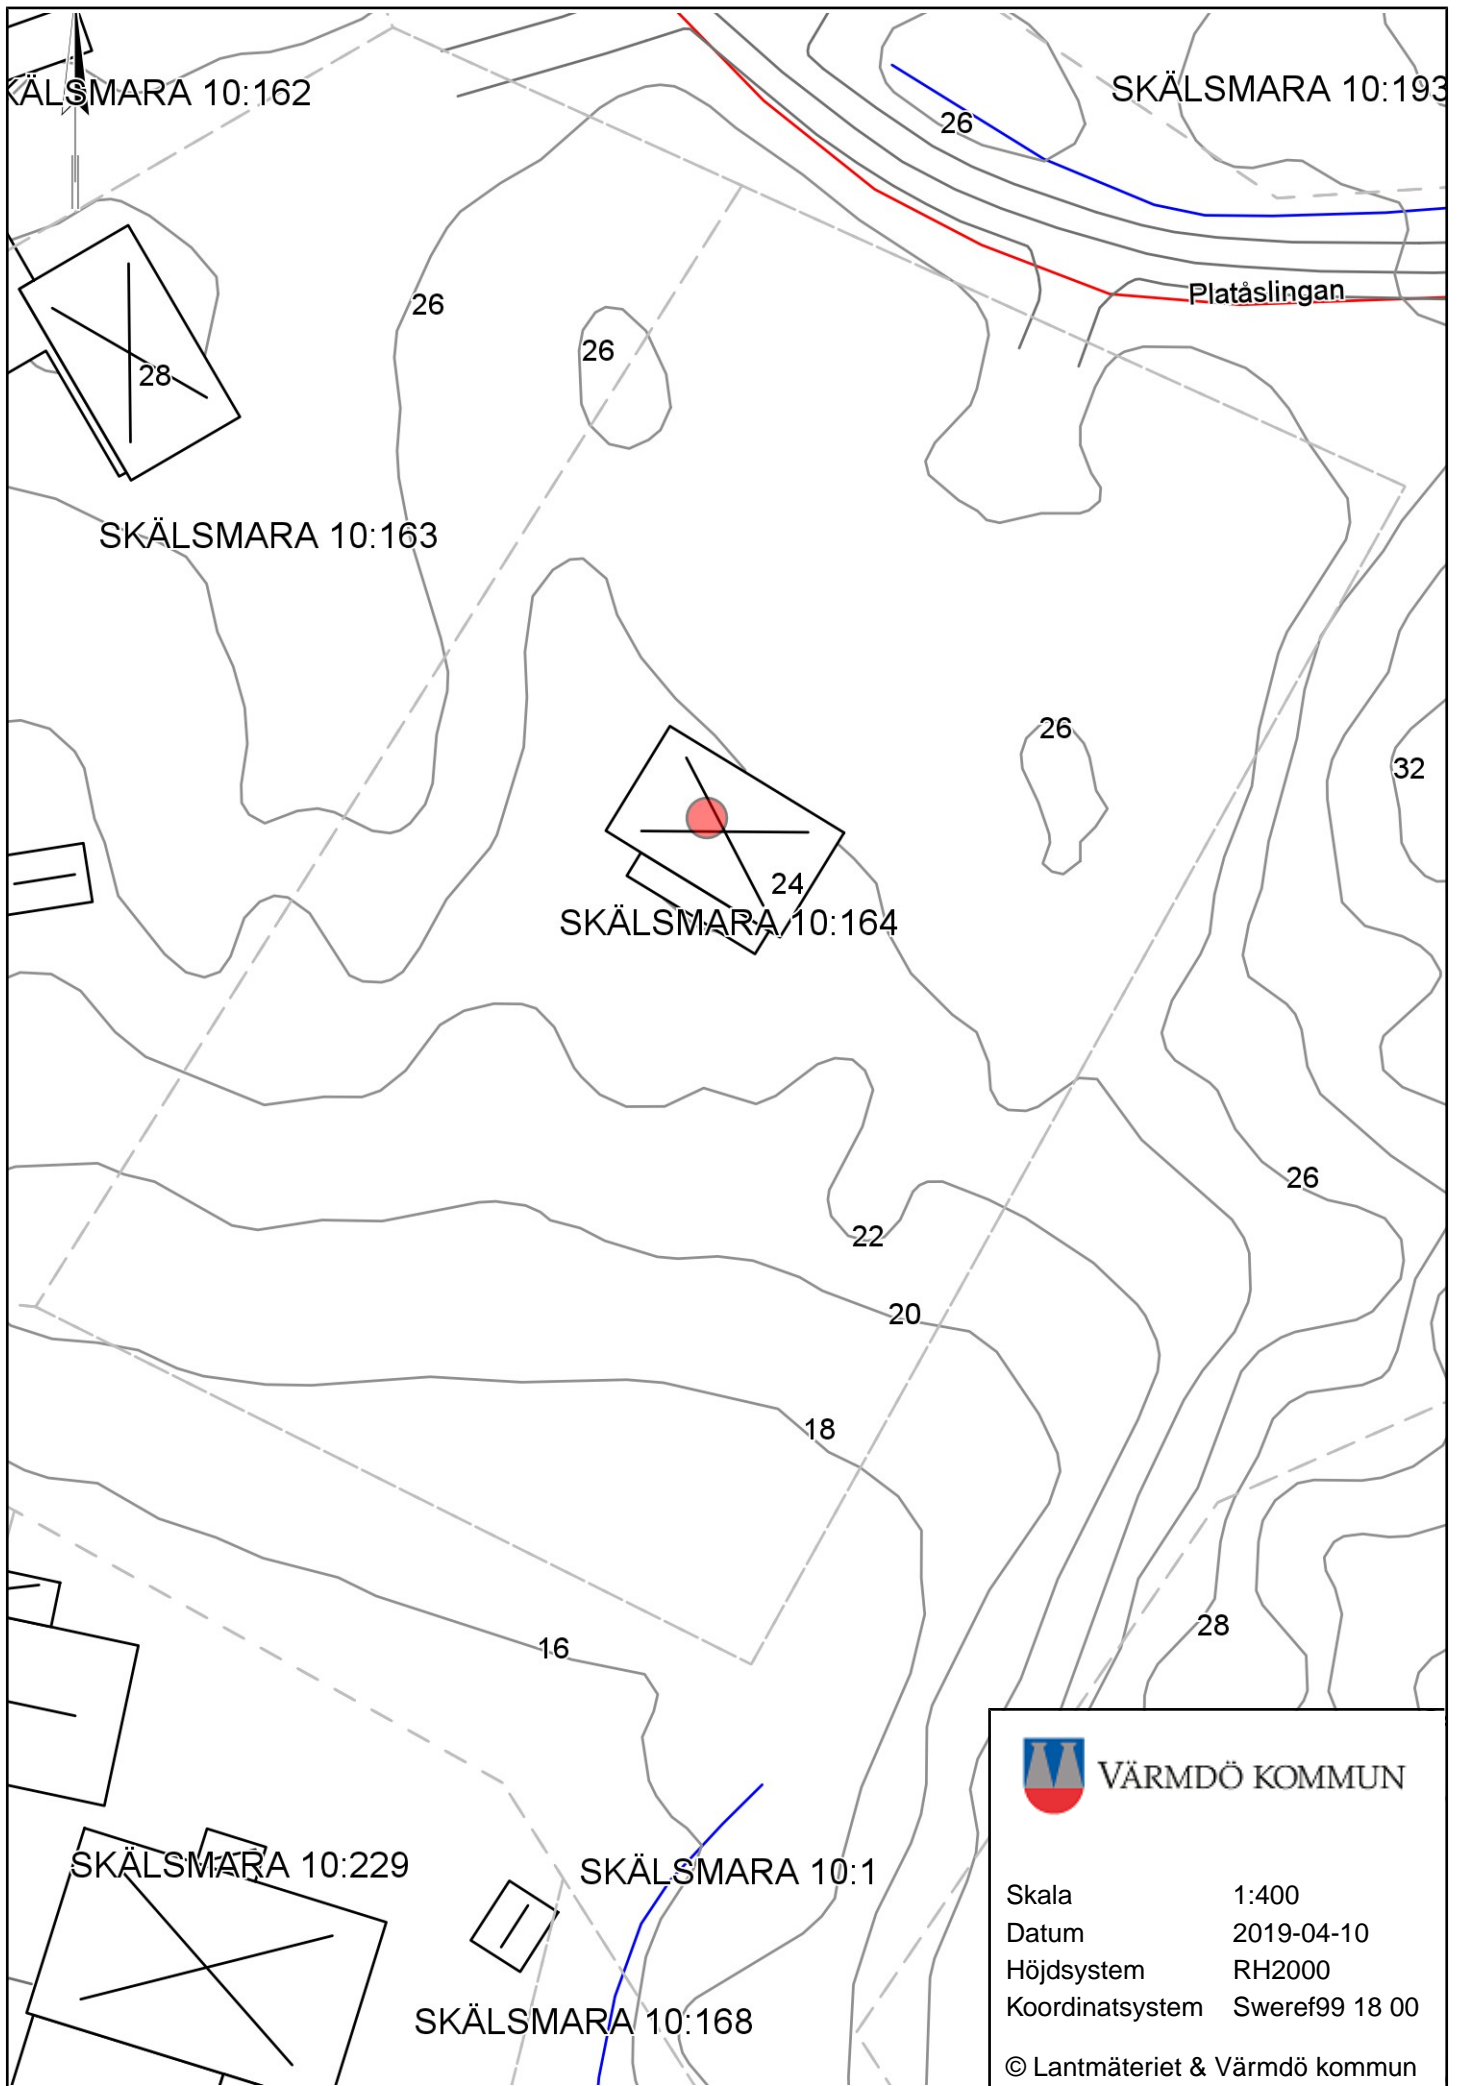 KÄLSMARA 10:162
SKÄLSMARA 10:193
26
Platåslingan
26
26
28
SKÄLSMARA 10:163
26
32
24
SKÄLSMARA 10:164
26
22
20
18
28
16
VÄRMDÖ KOMMUN
SKÄLSMARA 10:229
SKÄLSMARA 10:1
SKÄLSMARA 10:168
Skala 1:400
Datum 2019-04-10
Höjdsystem RH2000
Koordinatsystem Sweref99 18 00
© Lantmäteriet & Värmdö kommun